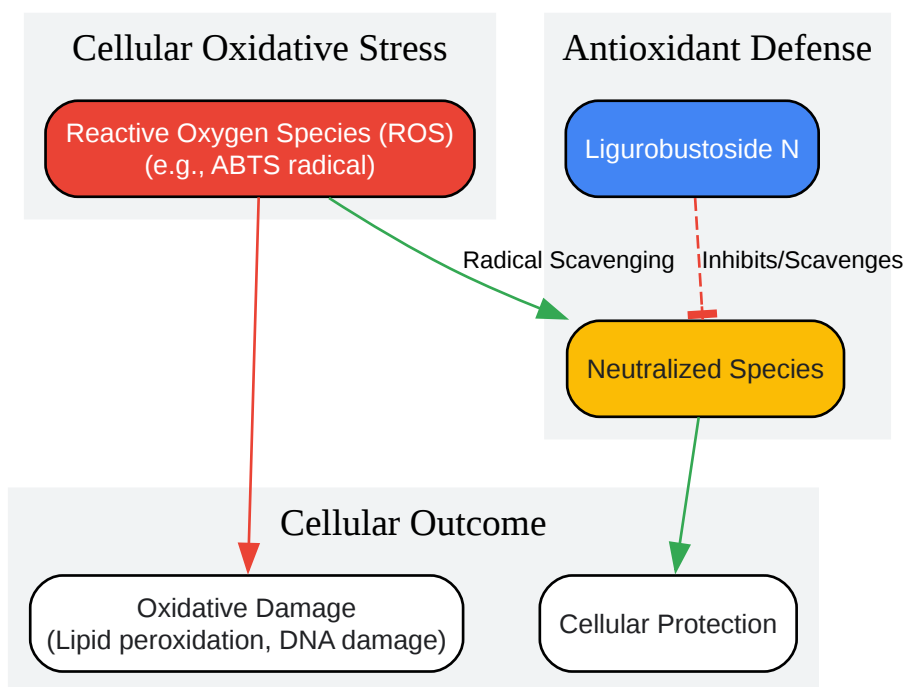 Cellular Oxidative Stress
Antioxidant Defense
Reactive Oxygen Species (ROS)
(e.g., ABTS radical)
Ligurobustoside N
Radical Scavenging
Inhibits/Scavenges
Neutralized Species
Cellular Outcome
Oxidative Damage
(Lipid peroxidation, DNA damage)
Cellular Protection